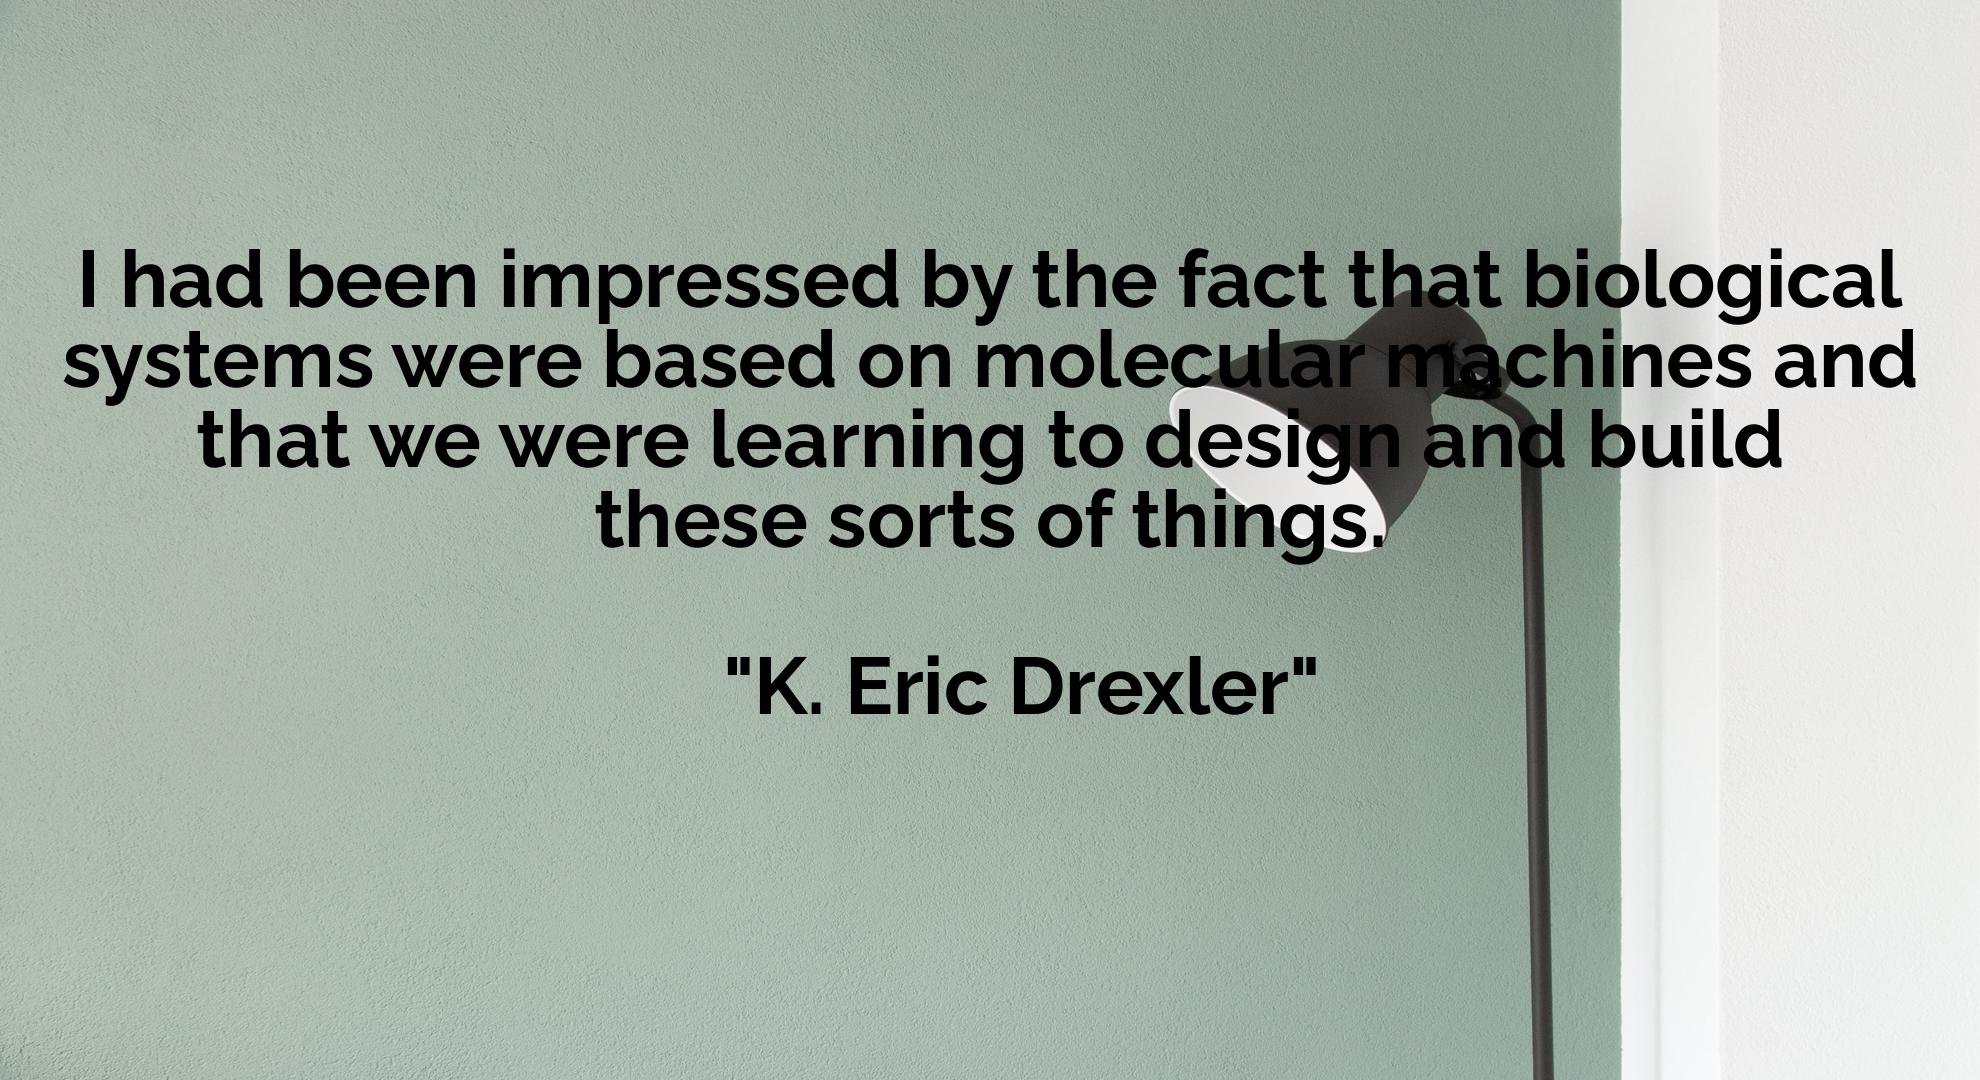 I had been impressed by the fact that biological
systems were based on molecular machines and
that we were learning to design and build
these sorts of things.
"K. Eric Drexler"